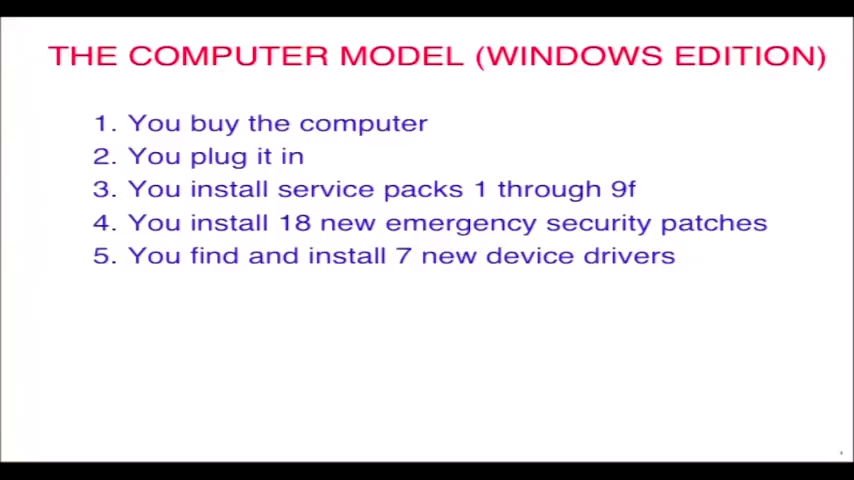 THE COMPUTER MODEL (WINDOWS EDITION)
1. You buy the computer
2. You plug it in
3. You install service packs 1 through 9f
4. You install 18 new emergency security patches
5. You find and install 7 new device drivers